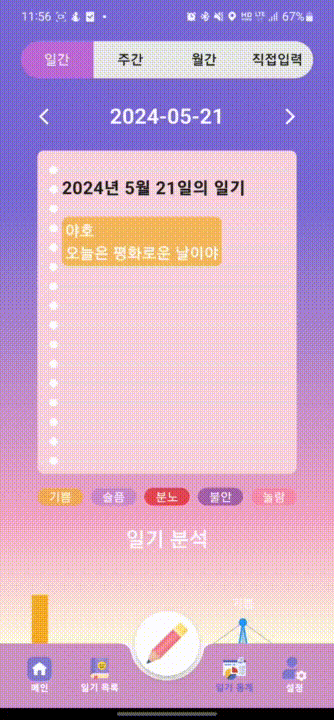 11:56
67%
일간 주간 월간 직접입력
2024-05-21
2024년 5월 21일의 일기
야호
오늘은 평화로운 날이야
기쁨 슬픔 분노 불안 놀람
일기 분석
기쁨
메인 일기 목록 일기 통계 설정